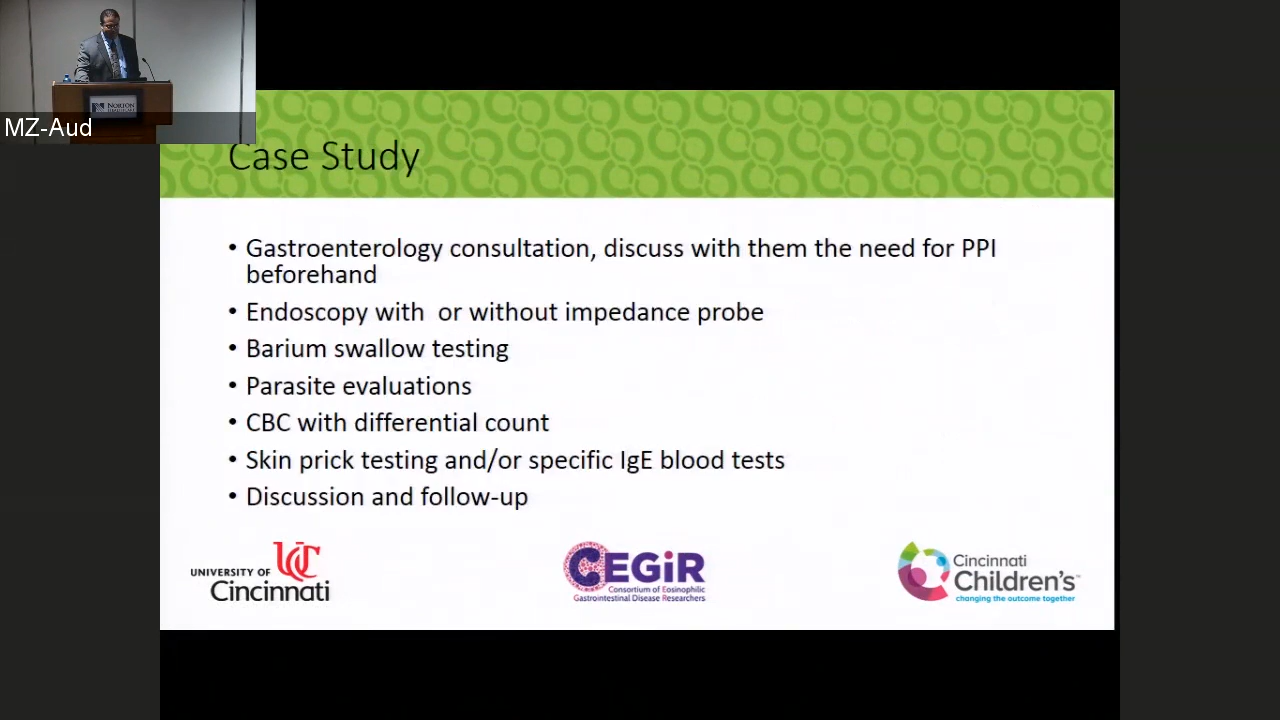 NORTON
MZ-Aud
Case Study
• Gastroenterology consultation, discuss with them the need for PPI
beforehand
• Endoscopy with  or without impedance probe
• Barium swallow testing
• Parasite evaluations
• CBC with differential count
• Skin prick testing and/or specific IgE blood tests
• Discussion and follow-up
UC
UNIVERSITY OF
Cincinnati
CEGiR
Consortium of Eosinophilic
Gastrointestinal Disease Researchers
Cincinnati
Children's™
changing the outcome together